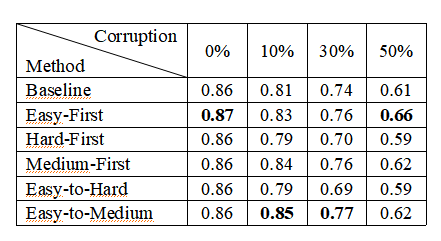 Corruption 0% 10% 30% 50%
Method
Baseline 0.86 0.81 0.74 0.61
Easy-First 0.87 0.83 0.76 0.66
Hard-First 0.86 0.79 0.70 0.59
Medium-First 0.86 0.84 0.76 0.62
Easy-to-Hard 0.86 0.79 0.69 0.59
Easy-to-Medium 0.86 0.85 0.77 0.62